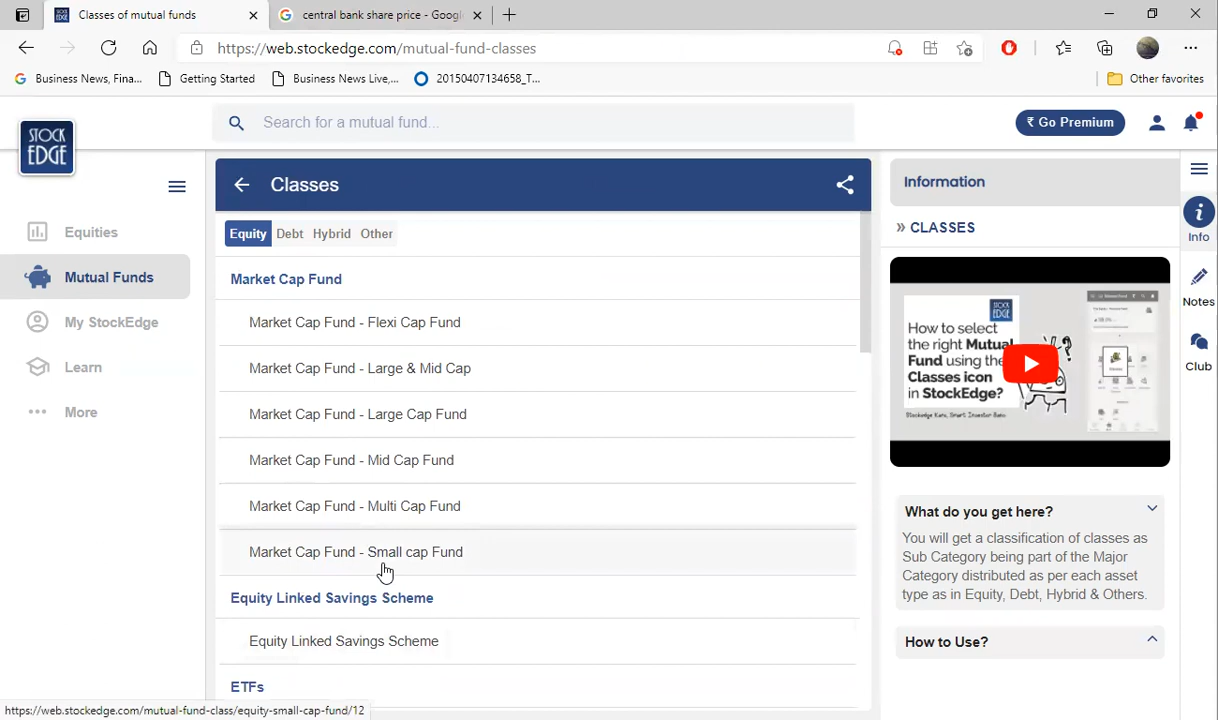 Classes of mutual funds
central bank share price - Goog
https://web.stockedge.com/mutual-fund-classes
Business News, Fina...
Getting Started
Business News Live,...
20150407134658_T...
Other favorites
STOCK
EDGE
Search for a mutual fund...
₹ Go Premium
Equities
Mutual Funds
My StockEdge
Learn
More
Classes
Equity
Debt
Hybrid
Other
Market Cap Fund
Market Cap Fund - Flexi Cap Fund
Market Cap Fund - Large & Mid Cap
Market Cap Fund - Large Cap Fund
Market Cap Fund - Mid Cap Fund
Market Cap Fund - Multi Cap Fund
Market Cap Fund - Small cap Fund
Equity Linked Savings Scheme
Equity Linked Savings Scheme
ETFs
https://web.stockedge.com/mutual-fund-class/equity-small-cap-fund/12
Information
» CLASSES
How to select
the right Mutual
Fund using the
Classes icon
in StockEdge?
What do you get here?
You will get a classification of classes as
Sub Category being part of the Major
Category distributed as per each asset
type as in Equity, Debt, Hybrid & Others.
How to Use?
Info
Notes
Club